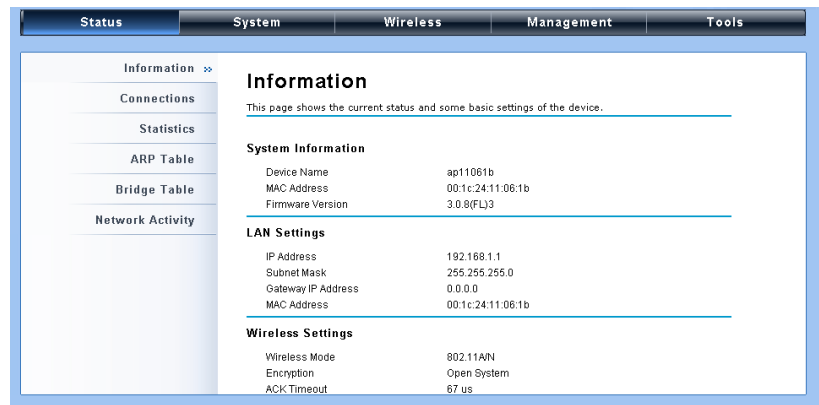 Status System Wireless Management Tools
Information »
Connections
Statistics
ARP Table
Bridge Table
Network Activity
Information
This page shows the current status and some basic settings of the device.
System Information
Device Name ap11061b
MAC Address 00:1c:24:11:06:1b
Firmware Version 3.0.8(FL)3
LAN Settings
IP Address 192.168.1.1
Subnet Mask 255.255.255.0
Gateway IP Address 0.0.0.0
MAC Address 00:1c:24:11:06:1b
Wireless Settings
Wireless Mode 802.11A/N
Encryption Open System
ACK Timeout 67 us